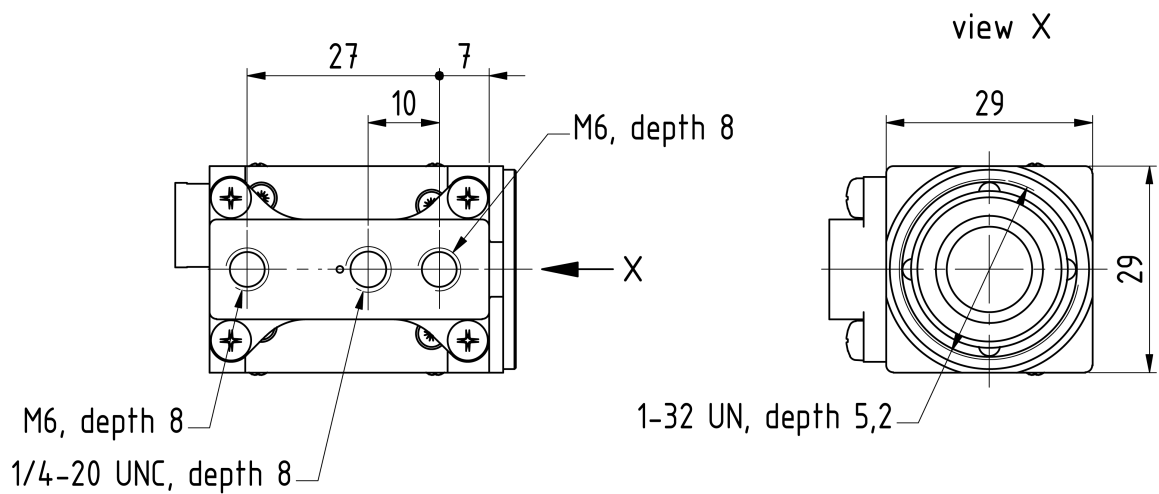 view X
27
7
29
10
M6, depth 8
X
29
M6, depth 8
1-32 UN, depth 5,2
1/4-20 UNC, depth 8